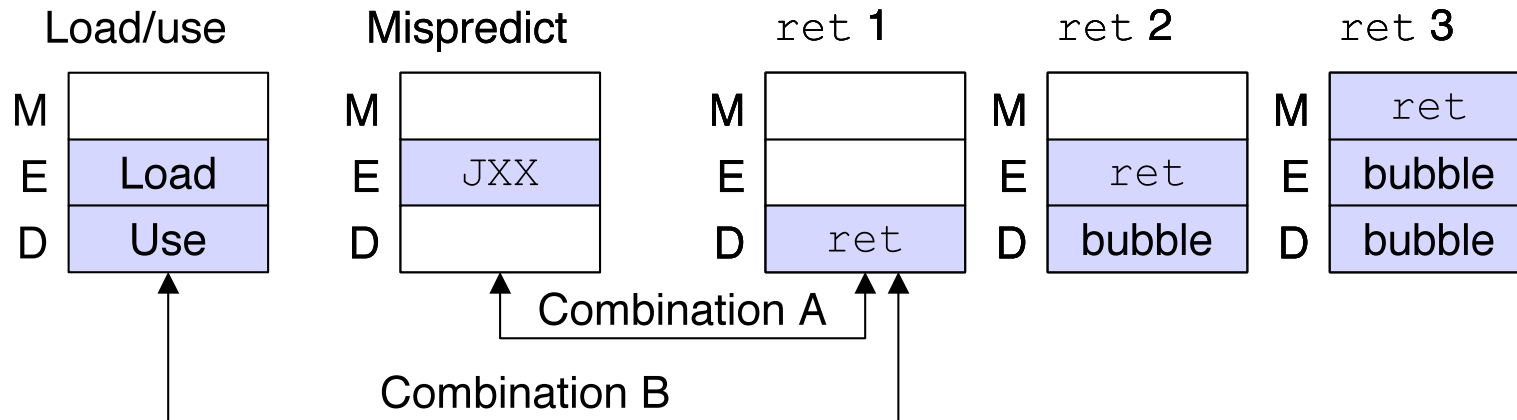 Load/use Mispredict ret 1 ret 2 ret 3
M M M M M ret
E Load E JXX E E ret E bubble
D Use D D ret D bubble D bubble
Combination A
Combination B